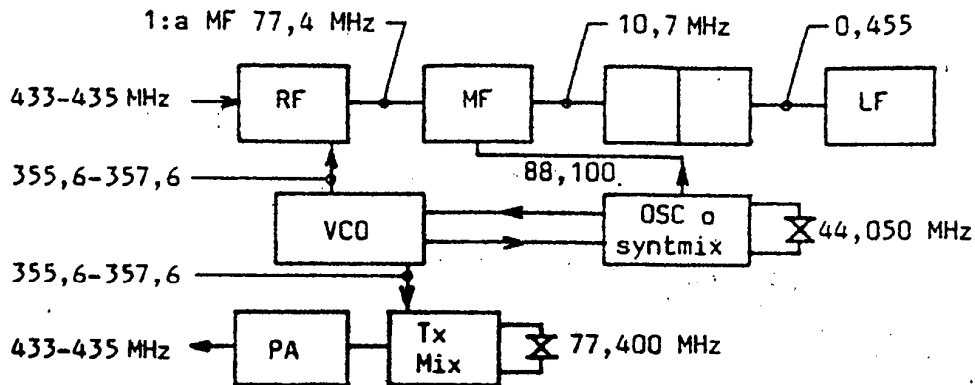 1:a MF 77,4 MHz
10,7 MHz
0,455
433-435 MHz
RF
MF
LF
355,6-357,6
88,100
VCO
OSC o
syntmix
44,050 MHz
355,6-357,6
433-435 MHz
PA
Tx
Mix
77,400 MHz